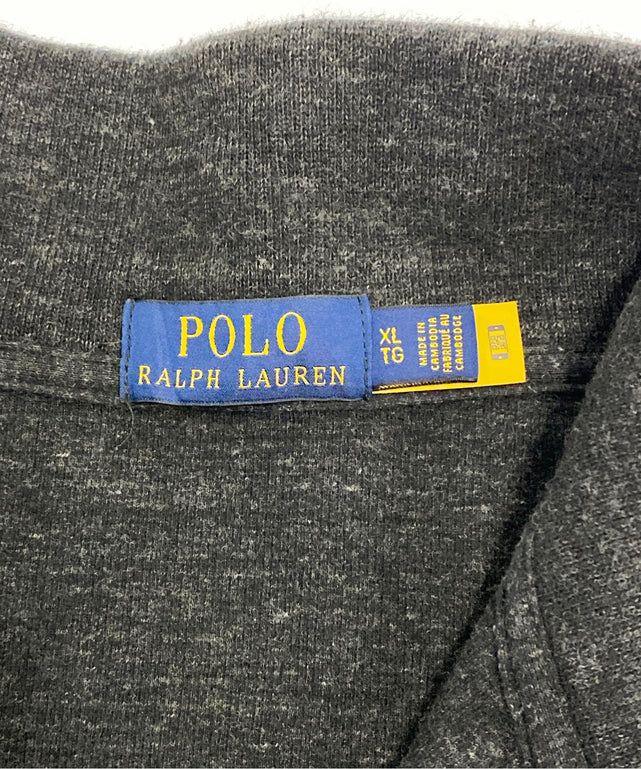 POLO
RALPH LAUREN
XL
TG
MADE IN
CAMBODIA
FABRIQUÉ AU
CAMBODGE